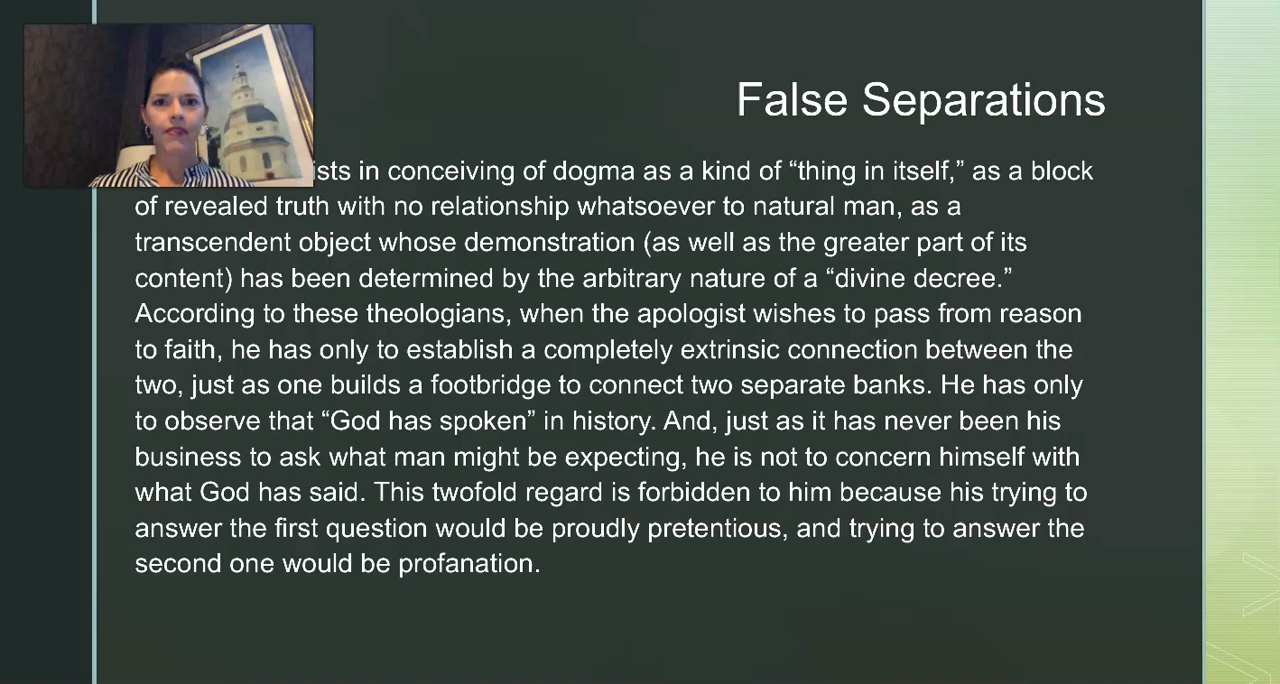 False Separations
ists in conceiving of dogma as a kind of “thing in itself,” as a block
of revealed truth with no relationship whatsoever to natural man, as a
transcendent object whose demonstration (as well as the greater part of its
content) has been determined by the arbitrary nature of a “divine decree.”
According to these theologians, when the apologist wishes to pass from reason
to faith, he has only to establish a completely extrinsic connection between the
two, just as one builds a footbridge to connect two separate banks. He has only
to observe that “God has spoken” in history. And, just as it has never been his
business to ask what man might be expecting, he is not to concern himself with
what God has said. This twofold regard is forbidden to him because his trying to
answer the first question would be proudly pretentious, and trying to answer the
second one would be profanation.